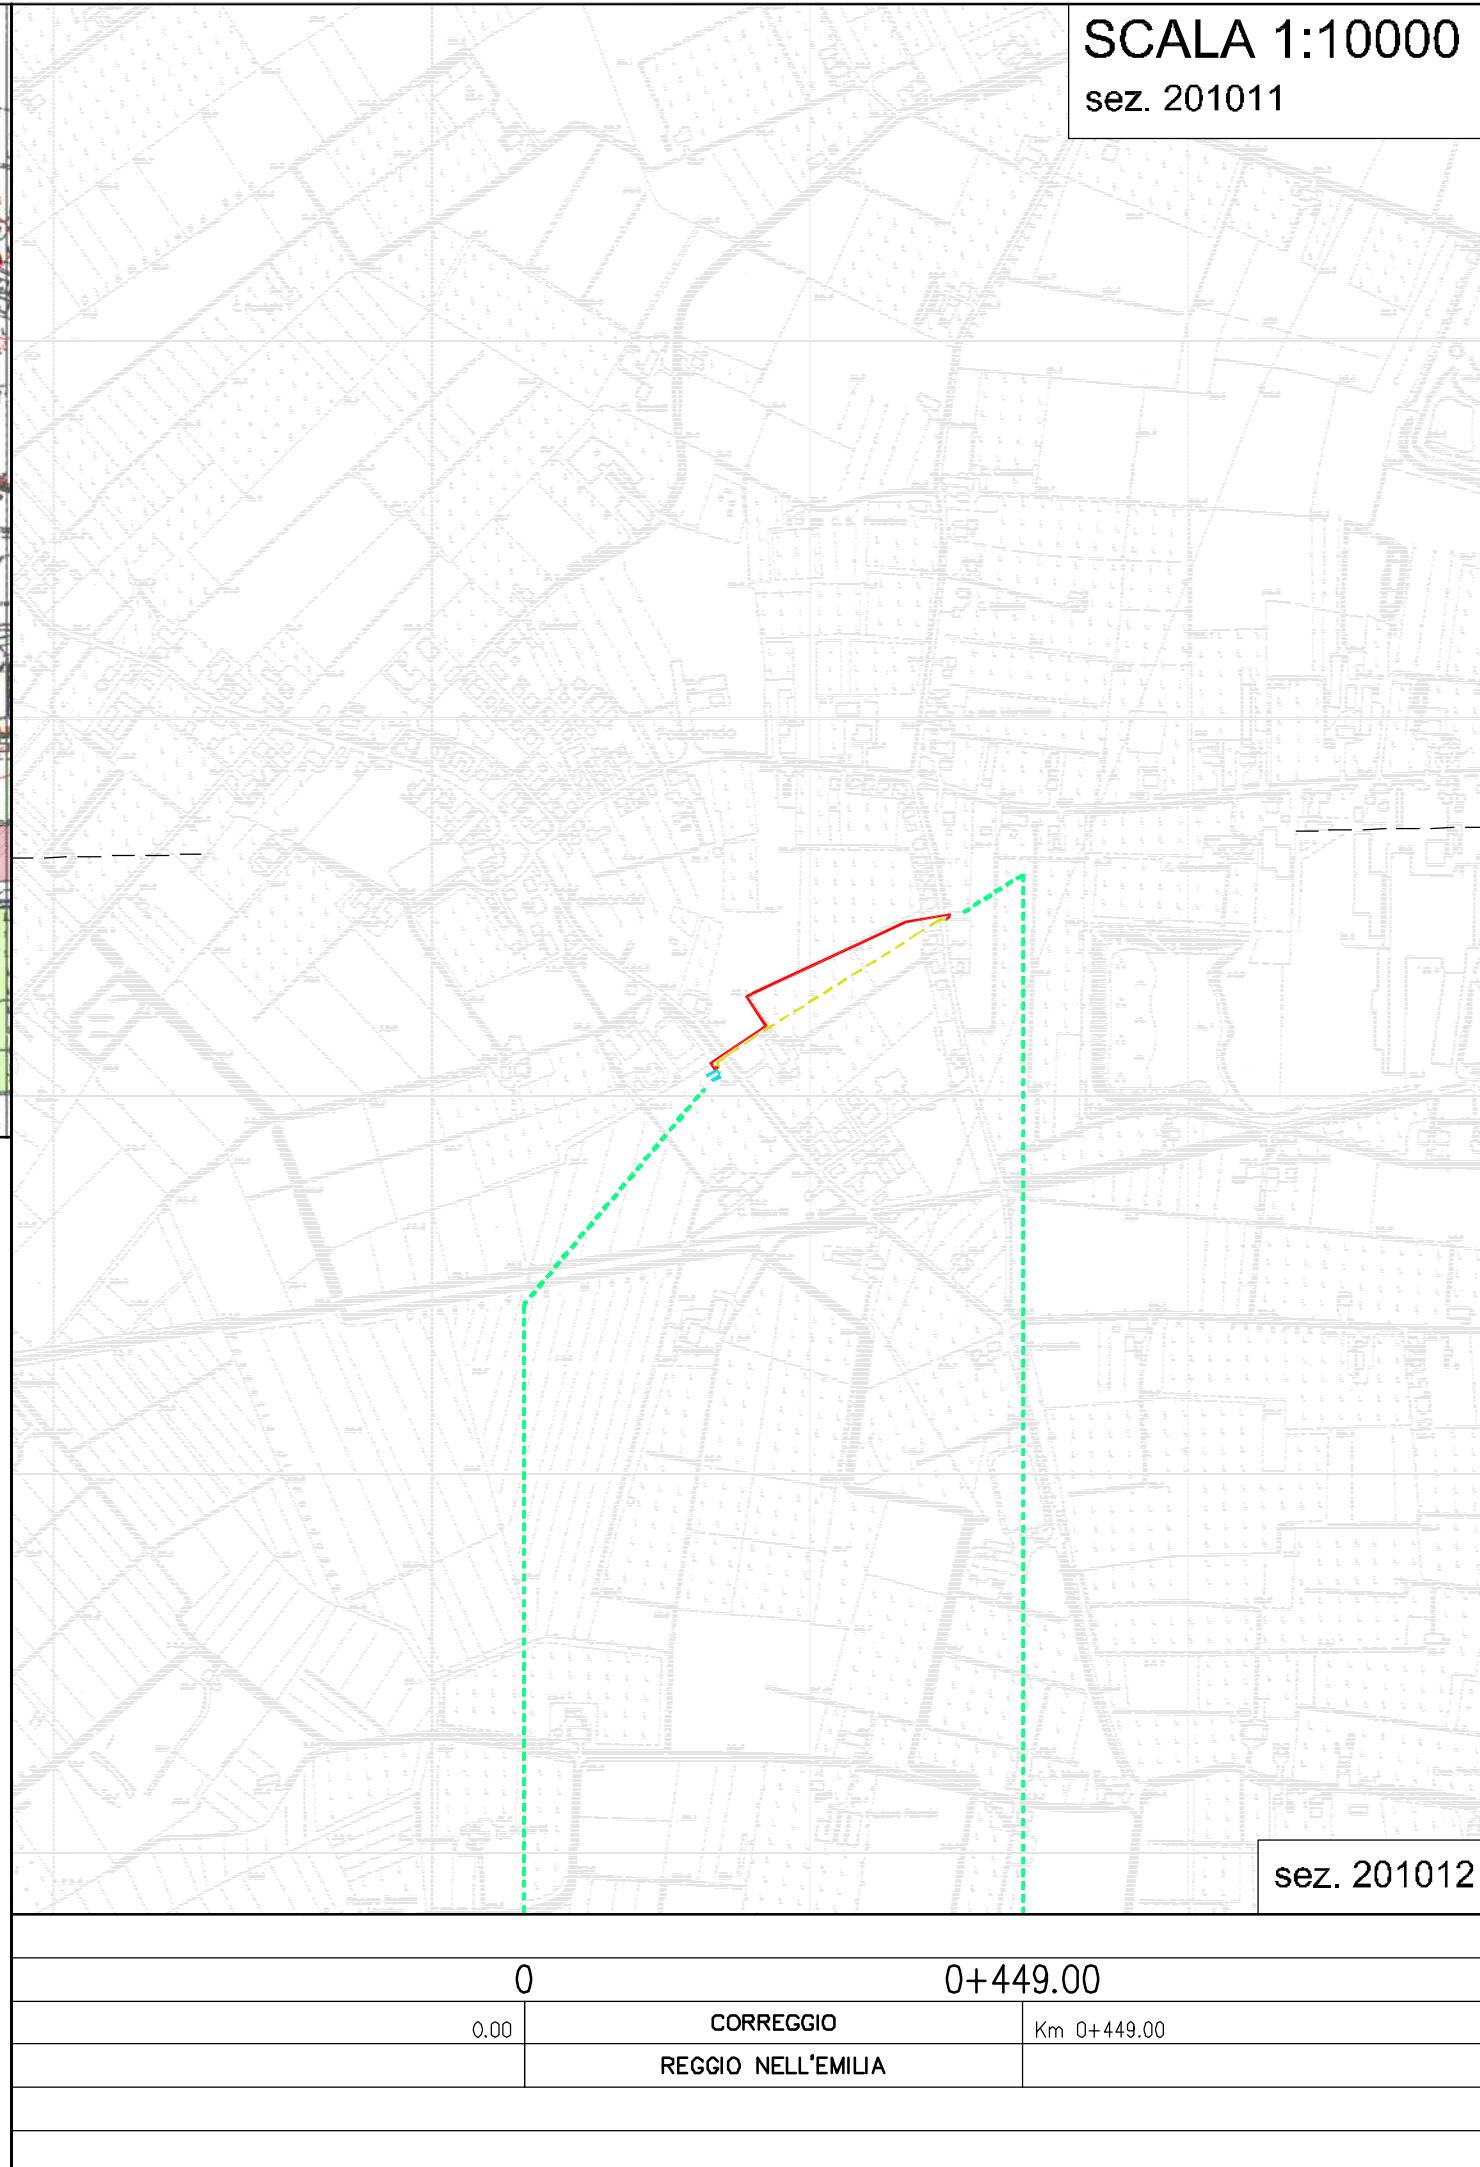 SCALA 1:10000
sez. 201011
sez. 201012
0 0+449.00
0.00 CORREGGIO Km 0+449.00
REGGIO NELL'EMILIA